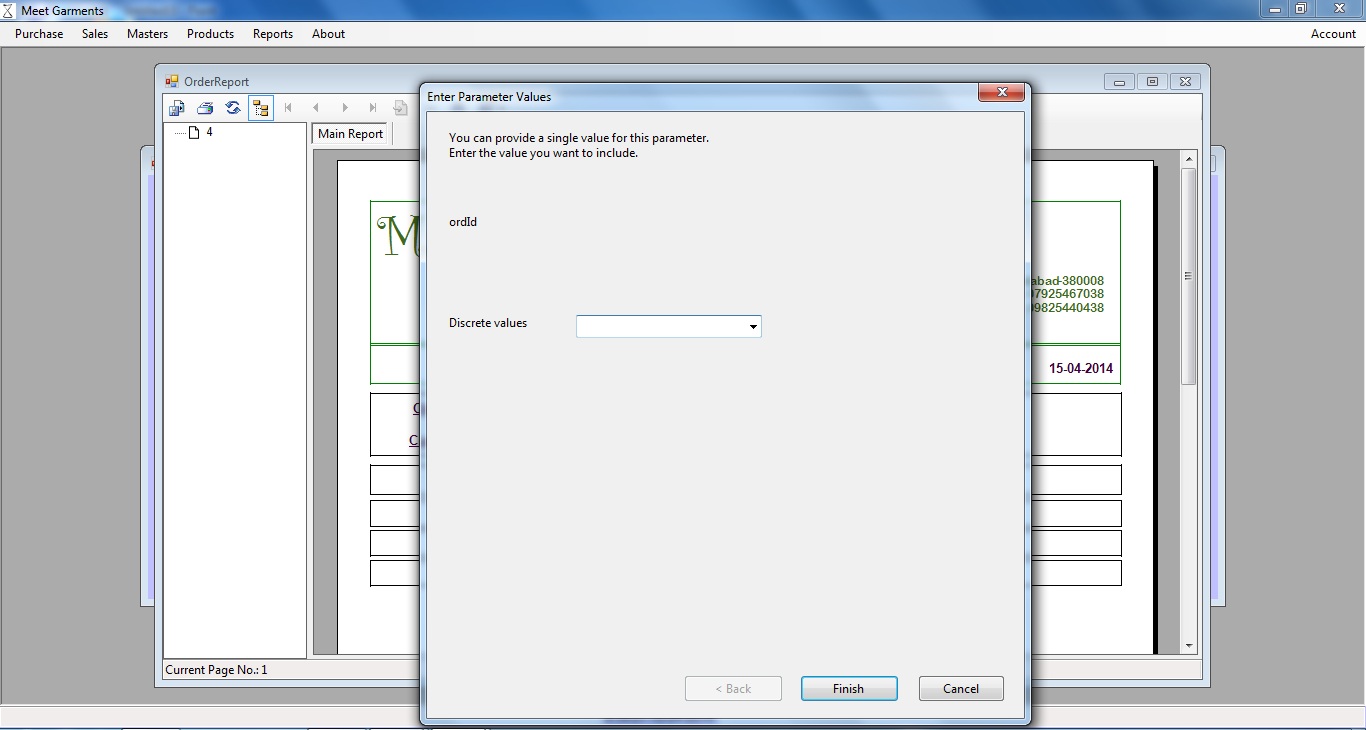 Meet Garments
Purchase Sales Masters Products Reports About Account
OrderReport
Enter Parameter Values
4
Main Report
You can provide a single value for this parameter.
Enter the value you want to include.
ordId
M
abad-380008
07925467038
09825440438
Discrete values
15-04-2014
C
C
Current Page No.: 1
< Back Finish Cancel